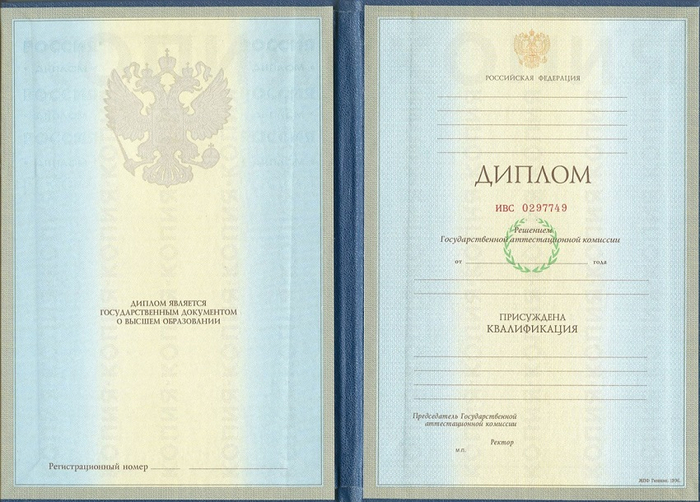 ДИПЛОМ ЯВЛЯЕТСЯ
ГОСУДАРСТВЕННЫМ ДОКУМЕНТОМ
О ВЫСШЕМ ОБРАЗОВАНИИ
Регистрационный номер
РОССИЙСКАЯ ФЕДЕРАЦИЯ
ДИПЛОМ
ИВС 0297749
Решением
Государственной аттестационной комиссии
от года
ПРИСУЖДЕНА
КВАЛИФИКАЦИЯ
Председатель Государственной
аттестационной комиссии
Ректор
М.П.